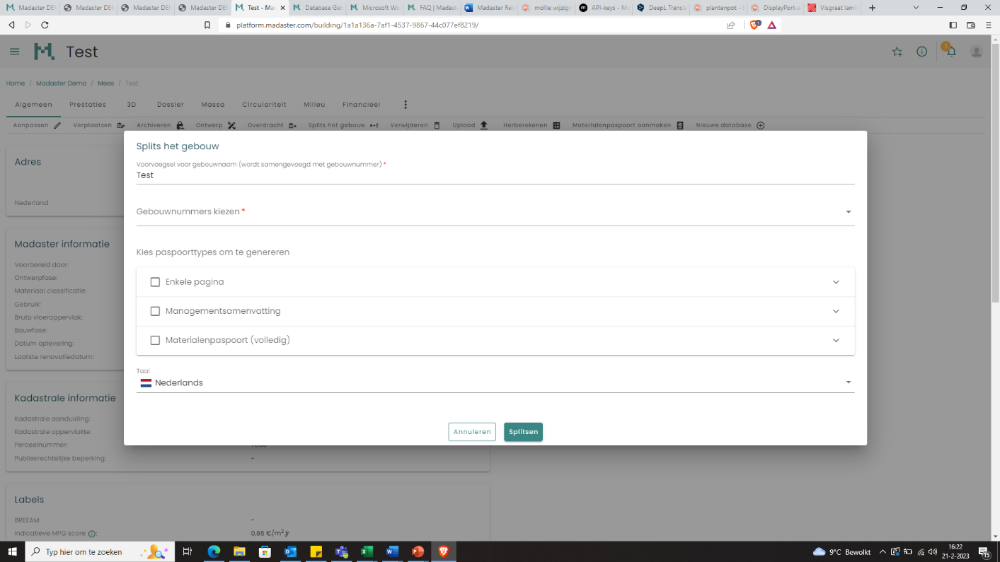 Madaster DEM
Madaster DEM
Madaster DEM
Madaster DEM
Test - Mad
Database Gel
Microsoft Wo
FAQ | Madast
Madaster Rel
mollie wijzigi
API-keys - Mo
DeepL Transla
plantenpot -
DisplayPort-a
Visgraat lam
platform.madaster.com/building/1a1a136a-7af1-4537-9867-44c077ef8219/
1
Test
1
Home / Madaster Demo / Mees / Test
Algemeen Prestaties 3D Dossier Massa Circulariteit Milieu Financieel
Aanpassen Verplaatsen Archiveren Ontwerp Overdracht Splits het gebouw Verwijderen Upload Herberekenen Materialenpaspoort aanmaken Nieuwe database
Splits het gebouw
Voorvoegsel voor gebouwnaam (wordt samengevoegd met gebouwnummer) *
Test
Gebouwnummers kiezen *
Kies paspoorttypes om te genereren
Enkele pagina
Managementsamenvatting
Materialenpaspoort (volledig)
Taal
Nederlands
Annuleren Splitsen
Adres
Nederland
Madaster informatie
Voorbereid door:
Ontwerpfase:
Materiaal classificatie:
Gebruik:
Bruto vloeroppervlak:
Bouwfase:
Datum oplevering:
Laatste renovatiedatum:
Kadastrale informatie
Kadastrale aanduiding:
Kadastrale oppervlakte:
Perceelnummer:
Publiekrechtelijke beperking: -
Labels
BREEAM: -
Indicatieve MPG score : 0,86 €/m².jr
Typ hier om te zoeken
9°C Bewolkt
16:22
21-2-2023
15